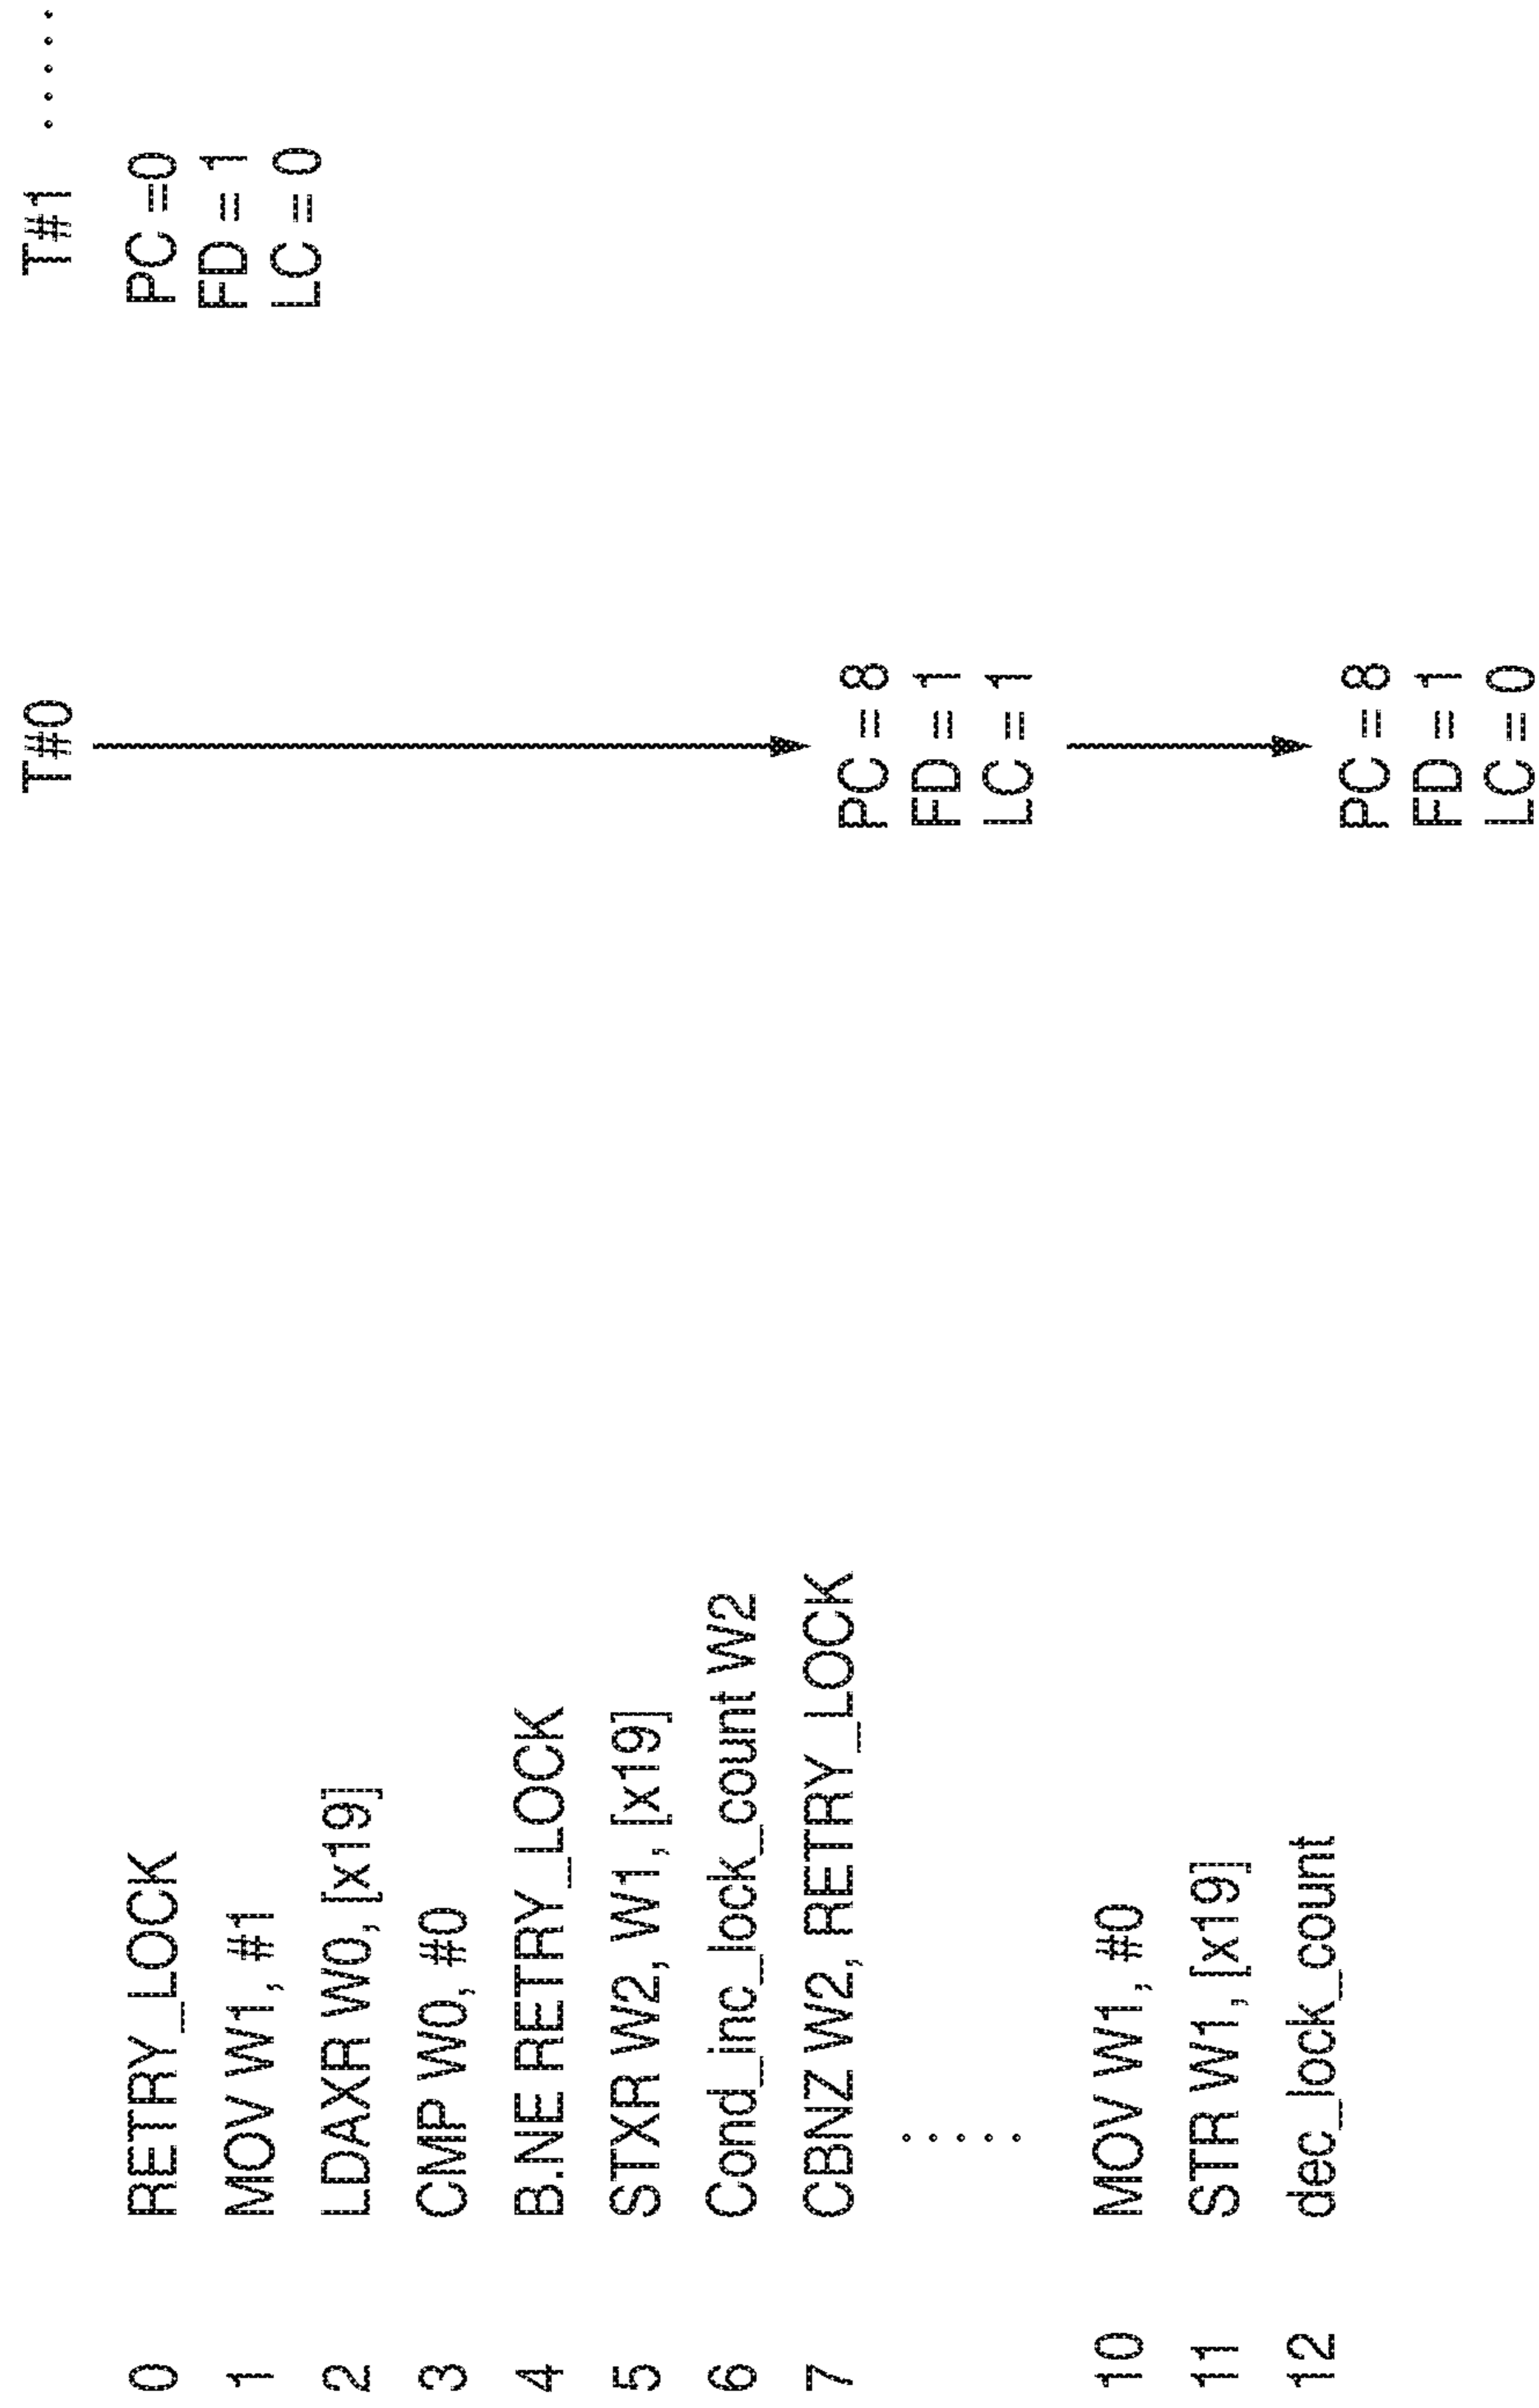 T#0 T#1 .....
0 RETRY_LOCK PC =0
1 MOV W1, #1 FD = 1
2 LDAXR W0, [x19] LC = 0
3 CMP W0, #0
4 B.NE RETRY_LOCK
5 STXR W2, W1, [x19]
6 Cond_inc_lock_count W2
7 CBNZ W2, RETRY_LOCK PC = 8
..... FD = 1
LC = 1
10 MOV W1, #0
11 STR W1, [x19]
12 dec_lock_count PC = 8
FD = 1
LC = 0